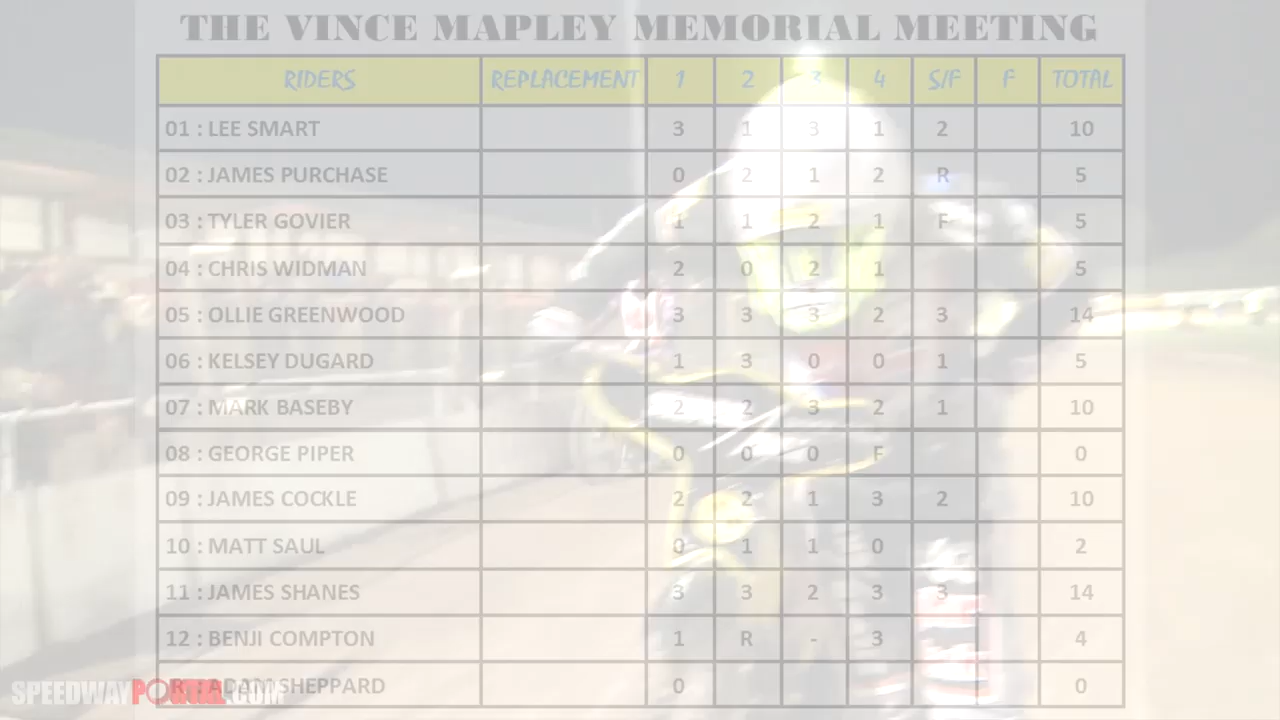 THE VINCE MAPLEY MEMORIAL MEETING
RIDERS REPLACEMENT 1 2 3 4 S/F F TOTAL
01 : LEE SMART 3 1 3 1 2 10
02 : JAMES PURCHASE 0 2 1 2 R 5
03 : TYLER GOVIER 1 1 2 1 F 5
04 : CHRIS WIDMAN 2 0 2 1 5
05 : OLLIE GREENWOOD 3 3 3 2 3 14
06 : KELSEY DUGARD 1 3 0 0 1 5
07 : MARK BASEBY 2 2 3 2 1 10
08 : GEORGE PIPER 0 0 0 F 0
09 : JAMES COCKLE 2 2 1 3 2 10
10 : MATT SAUL 0 1 1 0 2
11 : JAMES SHANES 3 3 2 3 3 14
12 : BENJI COMPTON 1 R - 3 4
R : ADAM SHEPPARD 0 0
SPEEDWAYPORTAL.COM